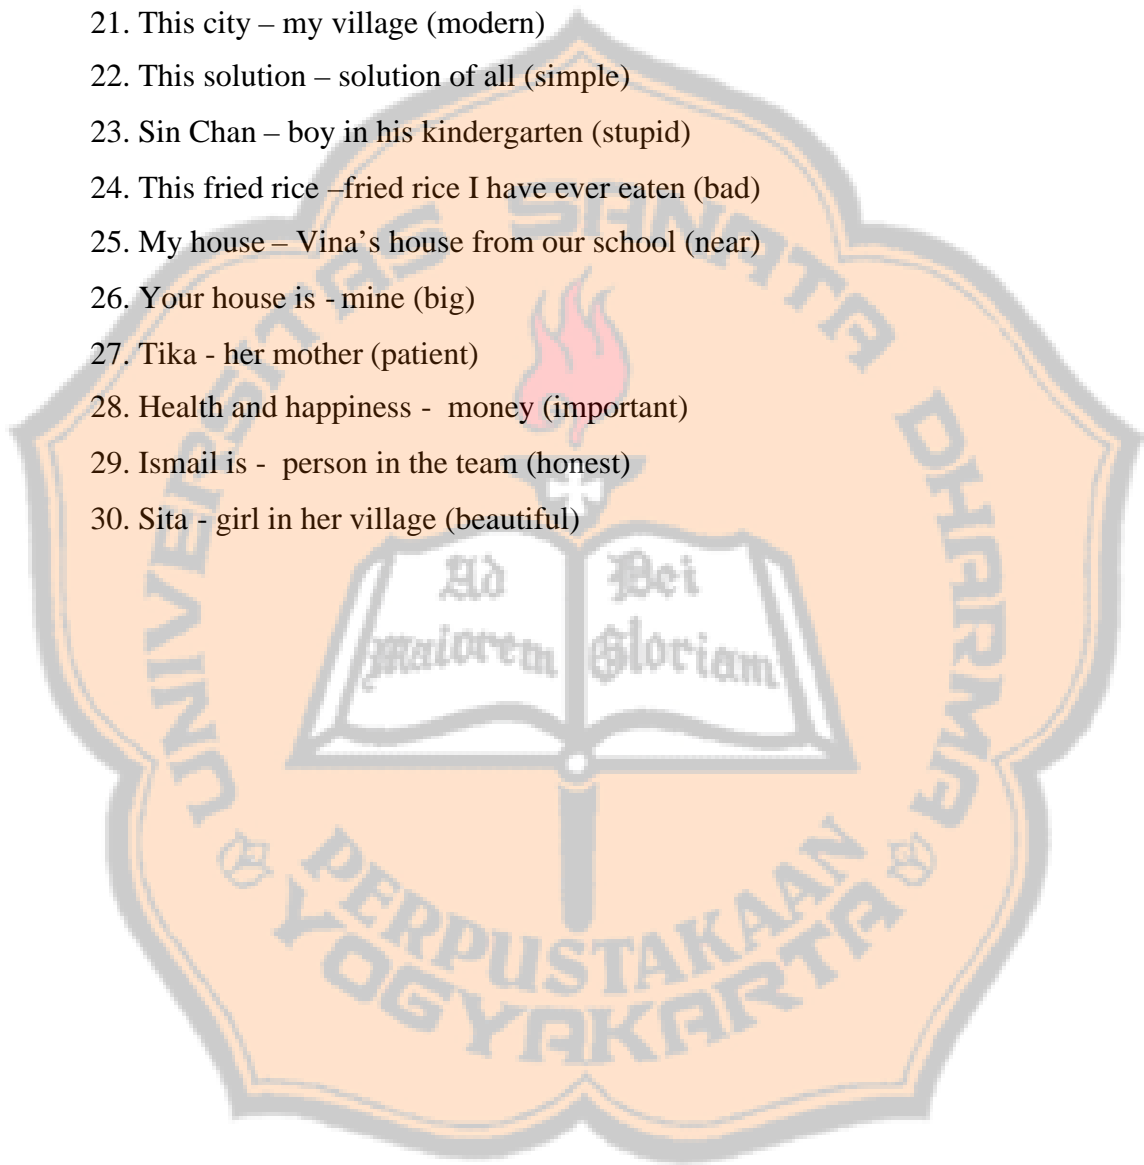 21. This city – my village (modern)
22. This solution – solution of all (simple)
23. Sin Chan – boy in his kindergarten (stupid)
24. This fried rice –fried rice I have ever eaten (bad)
25. My house – Vina’s house from our school (near)
26. Your house is - mine (big)
27. Tika - her mother (patient)
28. Health and happiness -  money (important)
29. Ismail is -  person in the team (honest)
30. Sita - girl in her village (beautiful)
UNIVERSITAS SANATA DHARMA
Ad Dei
Maiorem Gloriam
PERPUSTAKAAN
YOGYAKARTA